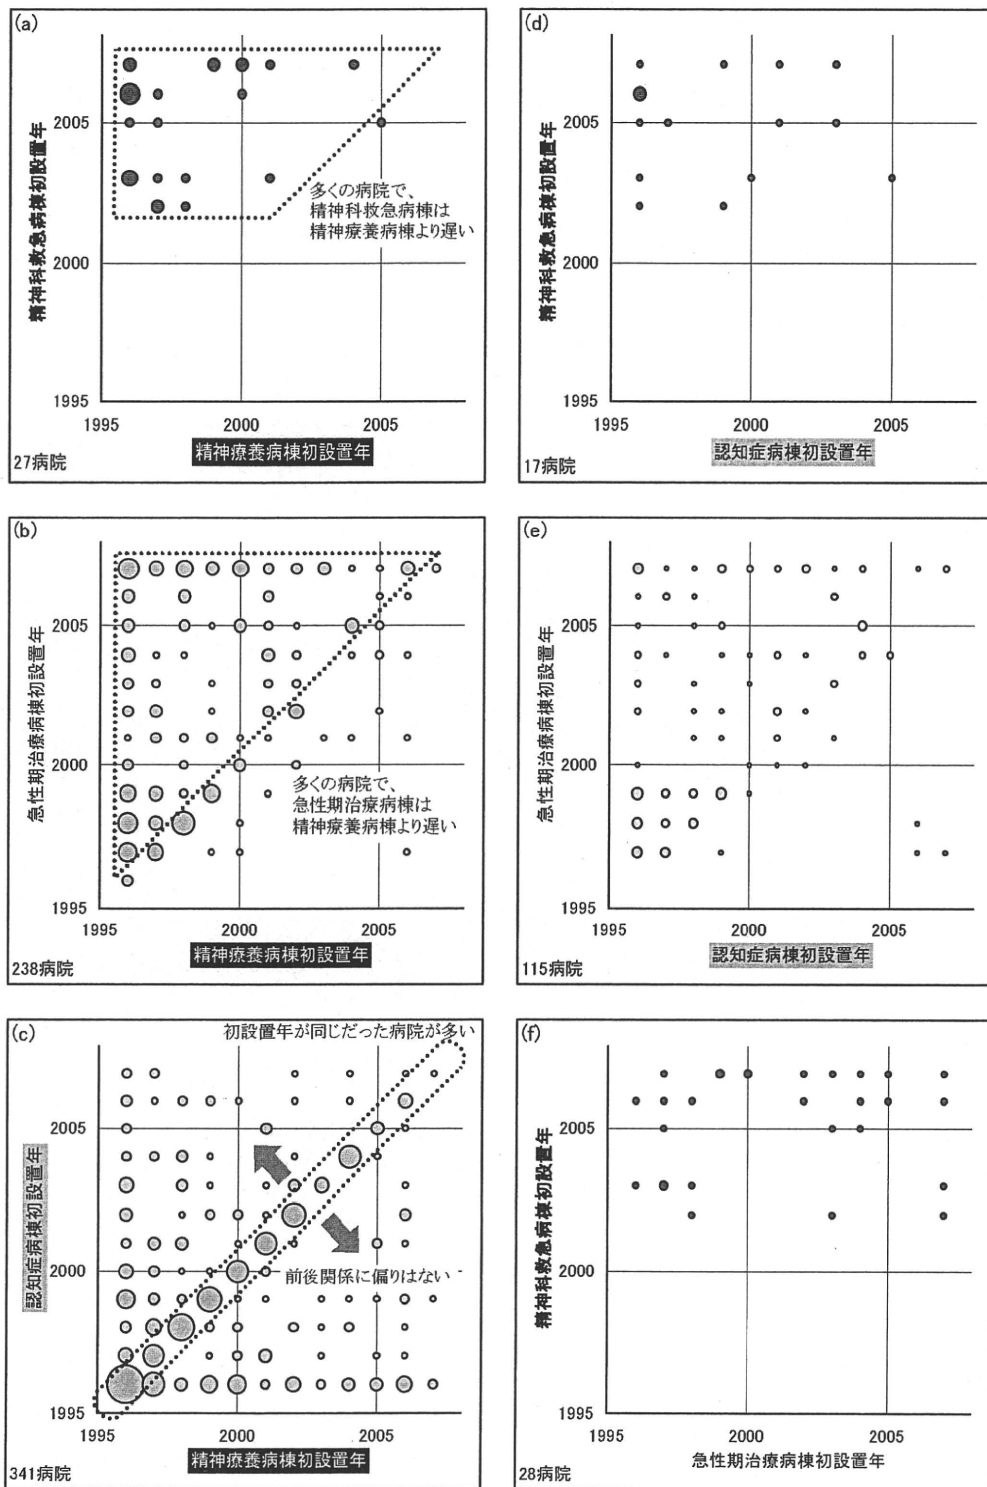 (a)
精神科救急病棟初設置年
2005
2000
1995
1995
2000
2005
多くの病院で、
精神科救急病棟は
精神療養病棟より遅い
精神療養病棟初設置年
27病院
(d)
精神科救急病棟初設置年
2005
2000
1995
1995
2000
2005
認知症病棟初設置年
17病院
(b)
急性期治療病棟初設置年
2005
2000
1995
1995
2000
2005
多くの病院で、
急性期治療病棟は
精神療養病棟より遅い
精神療養病棟初設置年
238病院
(e)
急性期治療病棟初設置年
2005
2000
1995
1995
2000
2005
認知症病棟初設置年
115病院
(c)
初設置年が同じだった病院が多い
認知症病棟初設置年
2005
2000
1995
1995
2000
2005
前後関係に偏りはない
精神療養病棟初設置年
341病院
(f)
精神科救急病棟初設置年
2005
2000
1995
1995
2000
2005
急性期治療病棟初設置年
28病院